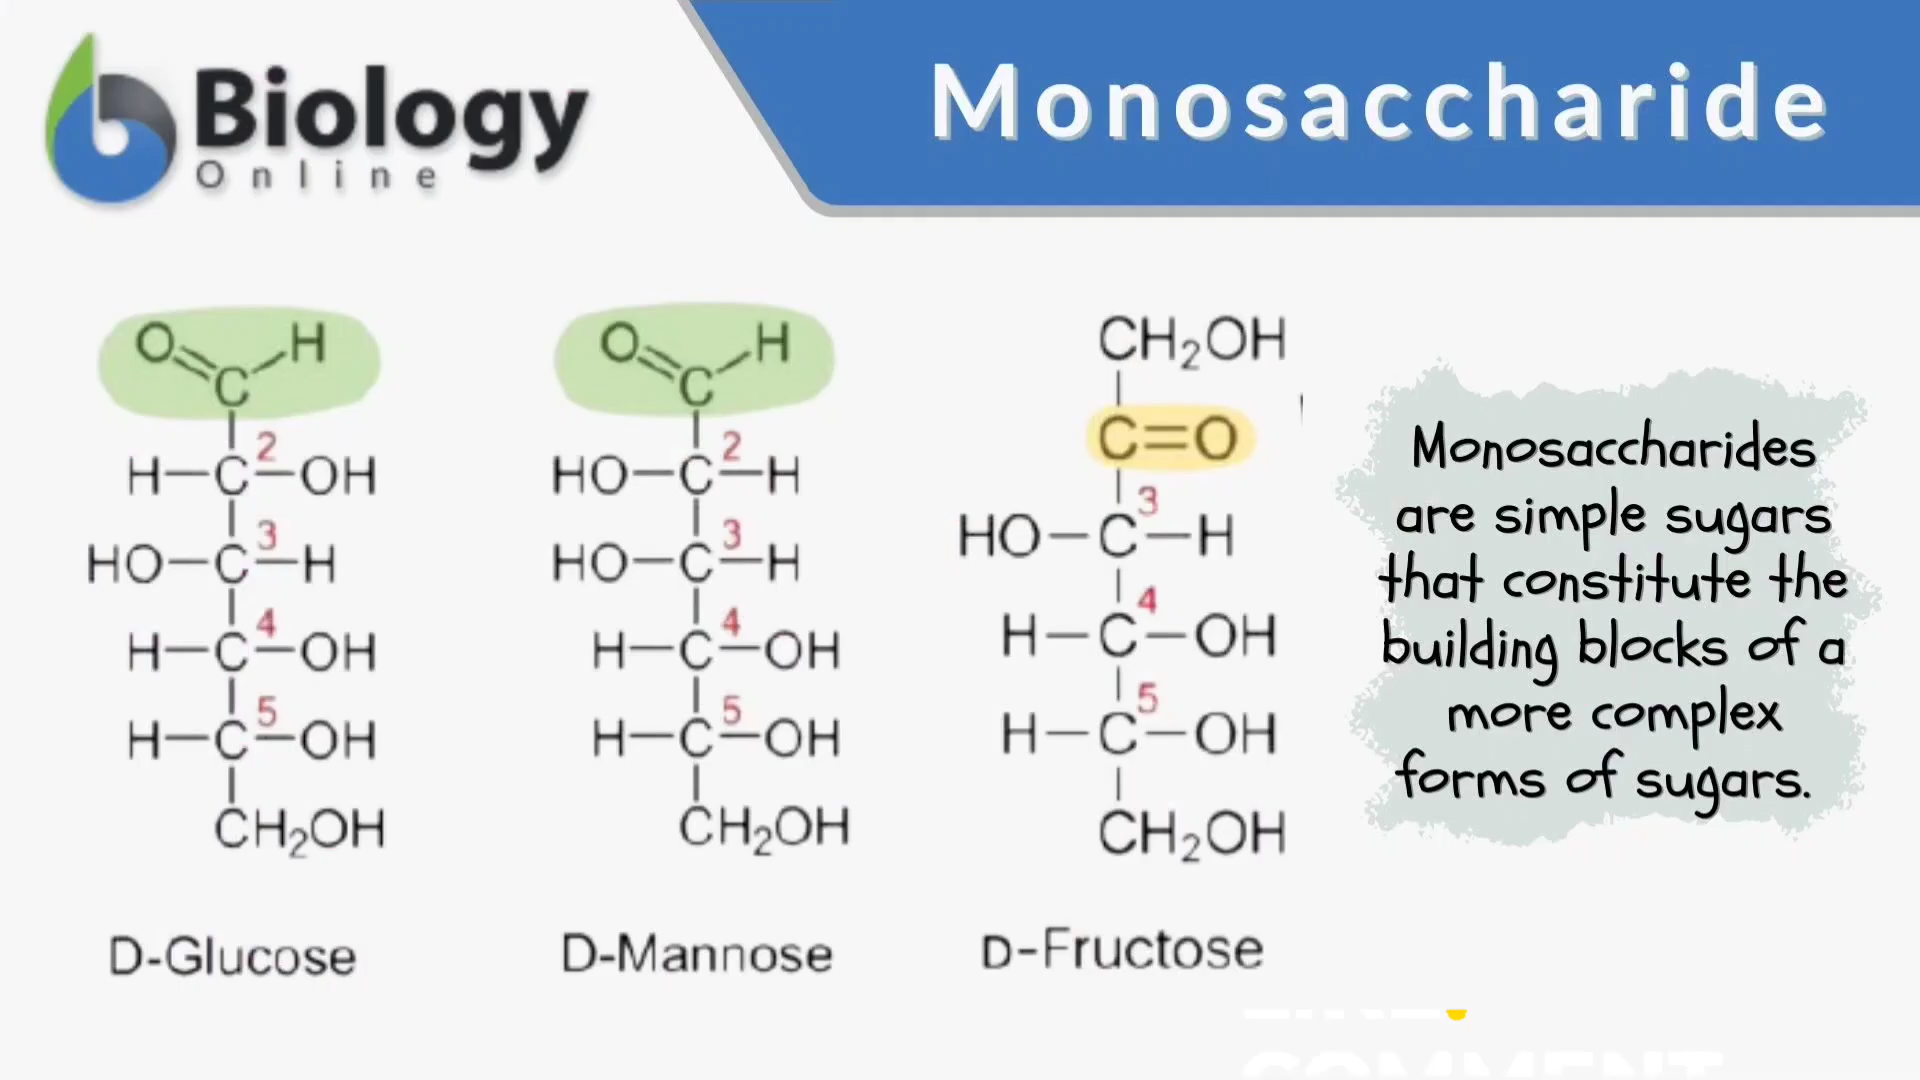 Biology
Online
Monosaccharide
O H
C
2
H–C–OH
3
HO–C–H
4
H–C–OH
5
H–C–OH
CH₂OH
D-Glucose
O H
C
2
HO–C–H
3
HO–C–H
4
H–C–OH
5
H–C–OH
CH₂OH
D-Mannose
CH₂OH
C=O
3
HO–C–H
4
H–C–OH
5
H–C–OH
CH₂OH
D-Fructose
Monosaccharides
are simple sugars
that constitute the
building blocks of a
more complex
forms of sugars.